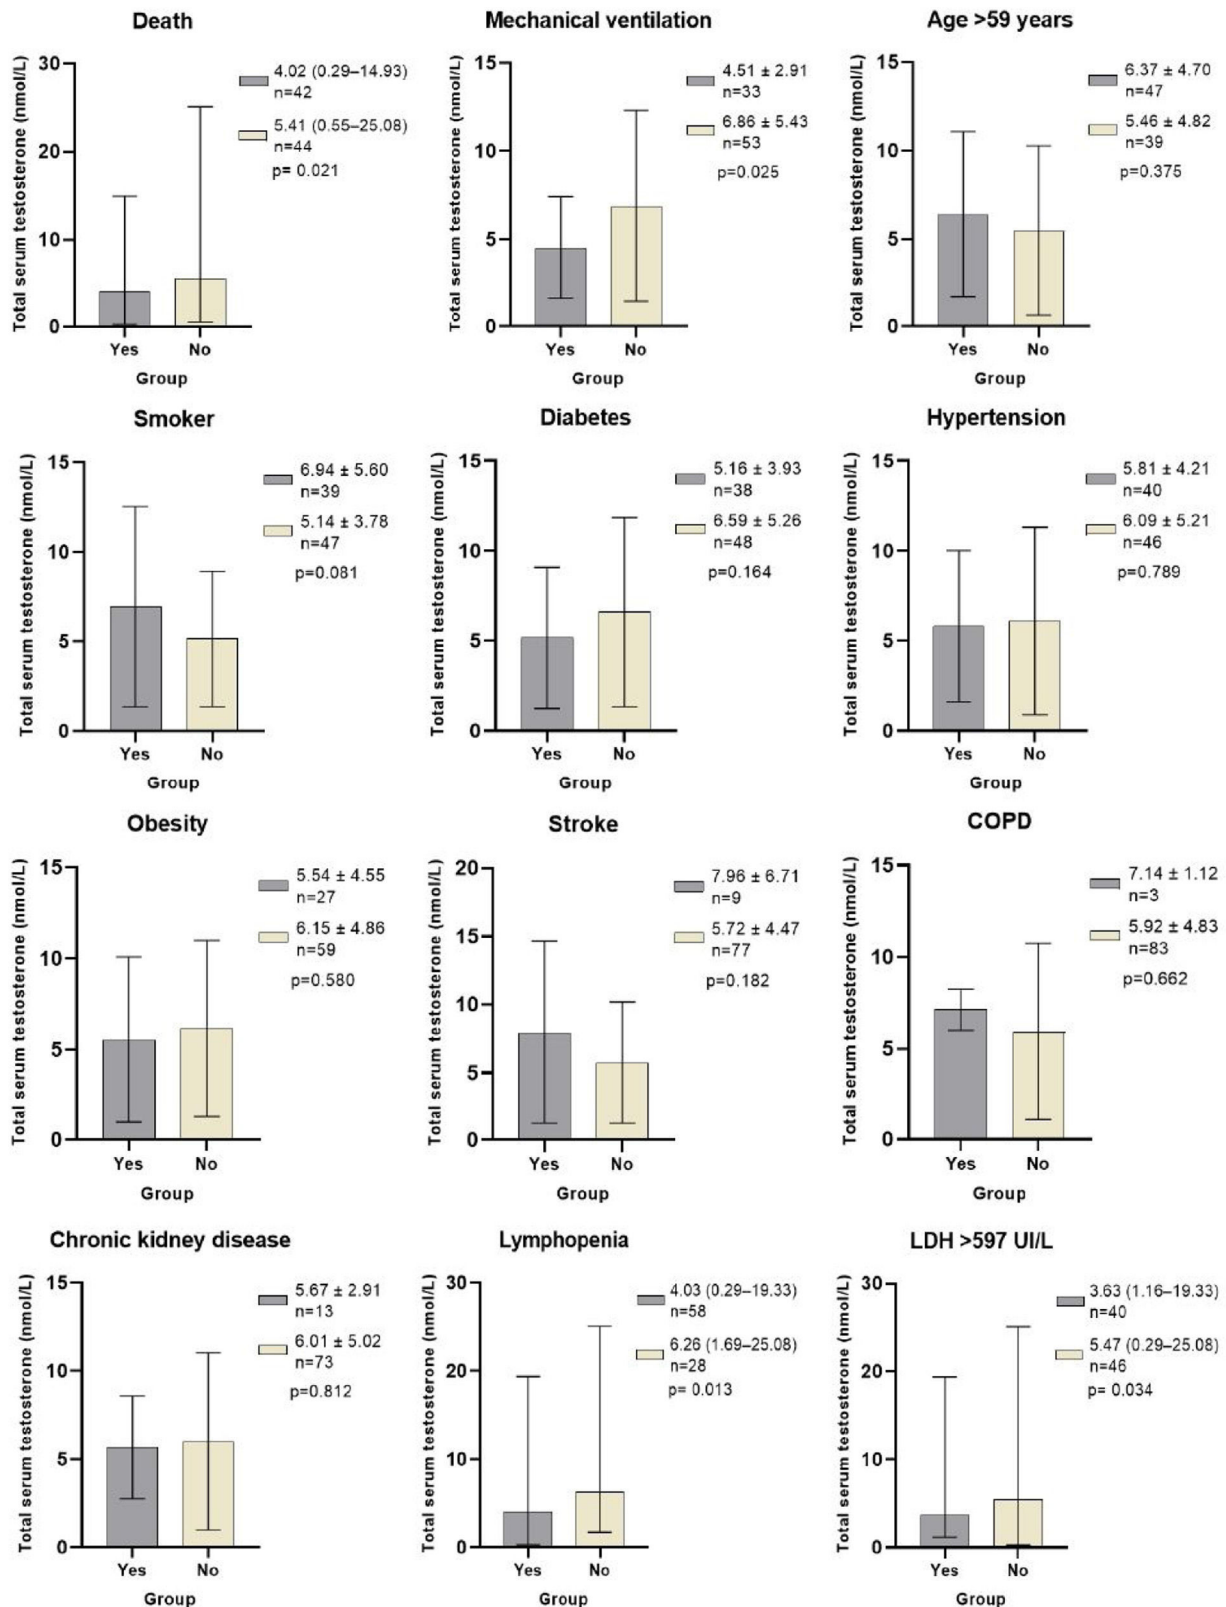 Death
Total serum testosterone (nmol/L)
30
20
10
0
Yes
No
Group
4.02 (0.29–14.93)
n=42
5.41 (0.55–25.08)
n=44
p= 0.021
Mechanical ventilation
Total serum testosterone (nmol/L)
15
10
5
0
Yes
No
Group
4.51 ± 2.91
n=33
6.86 ± 5.43
n=53
p=0.025
Age >59 years
Total serum testosterone (nmol/L)
15
10
5
0
Yes
No
Group
6.37 ± 4.70
n=47
5.46 ± 4.82
n=39
p=0.375
Smoker
Total serum testosterone (nmol/L)
15
10
5
0
Yes
No
Group
6.94 ± 5.60
n=39
5.14 ± 3.78
n=47
p=0.081
Diabetes
Total serum testosterone (nmol/L)
15
10
5
0
Yes
No
Group
5.16 ± 3.93
n=38
6.59 ± 5.26
n=48
p=0.164
Hypertension
Total serum testosterone (nmol/L)
15
10
5
0
Yes
No
Group
5.81 ± 4.21
n=40
6.09 ± 5.21
n=46
p=0.789
Obesity
Total serum testosterone (nmol/L)
15
10
5
0
Yes
No
Group
5.54 ± 4.55
n=27
6.15 ± 4.86
n=59
p=0.580
Stroke
Total serum testosterone (nmol/L)
20
15
10
5
0
Yes
No
Group
7.96 ± 6.71
n=9
5.72 ± 4.47
n=77
p=0.182
COPD
Total serum testosterone (nmol/L)
15
10
5
0
Yes
No
Group
7.14 ± 1.12
n=3
5.92 ± 4.83
n=83
p=0.662
Chronic kidney disease
Total serum testosterone (nmol/L)
15
10
5
0
Yes
No
Group
5.67 ± 2.91
n=13
6.01 ± 5.02
n=73
p=0.812
Lymphopenia
Total serum testosterone (nmol/L)
30
20
10
0
Yes
No
Group
4.03 (0.29–19.33)
n=58
6.26 (1.69–25.08)
n=28
p= 0.013
LDH >597 UI/L
Total serum testosterone (nmol/L)
30
20
10
0
Yes
No
Group
3.63 (1.16–19.33)
n=40
5.47 (0.29–25.08)
n=46
p= 0.034